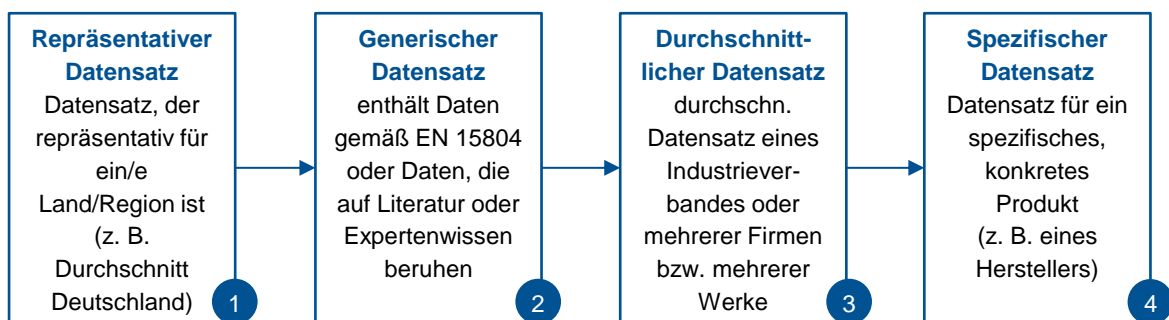 Repräsentativer
Datensatz
Datensatz, der
repräsentativ für
ein/e
Land/Region ist
(z. B.
Durchschnitt
Deutschland)
1
Generischer
Datensatz
enthält Daten
gemäß EN 15804
oder Daten, die
auf Literatur oder
Expertenwissen
beruhen
2
Durchschnitt-
licher Datensatz
durchschn.
Datensatz eines
Industriever-
bandes oder
mehrerer Firmen
bzw. mehrerer
Werke
3
Spezifischer
Datensatz
Datensatz für ein
spezifisches,
konkretes
Produkt
(z. B. eines
Herstellers)
4